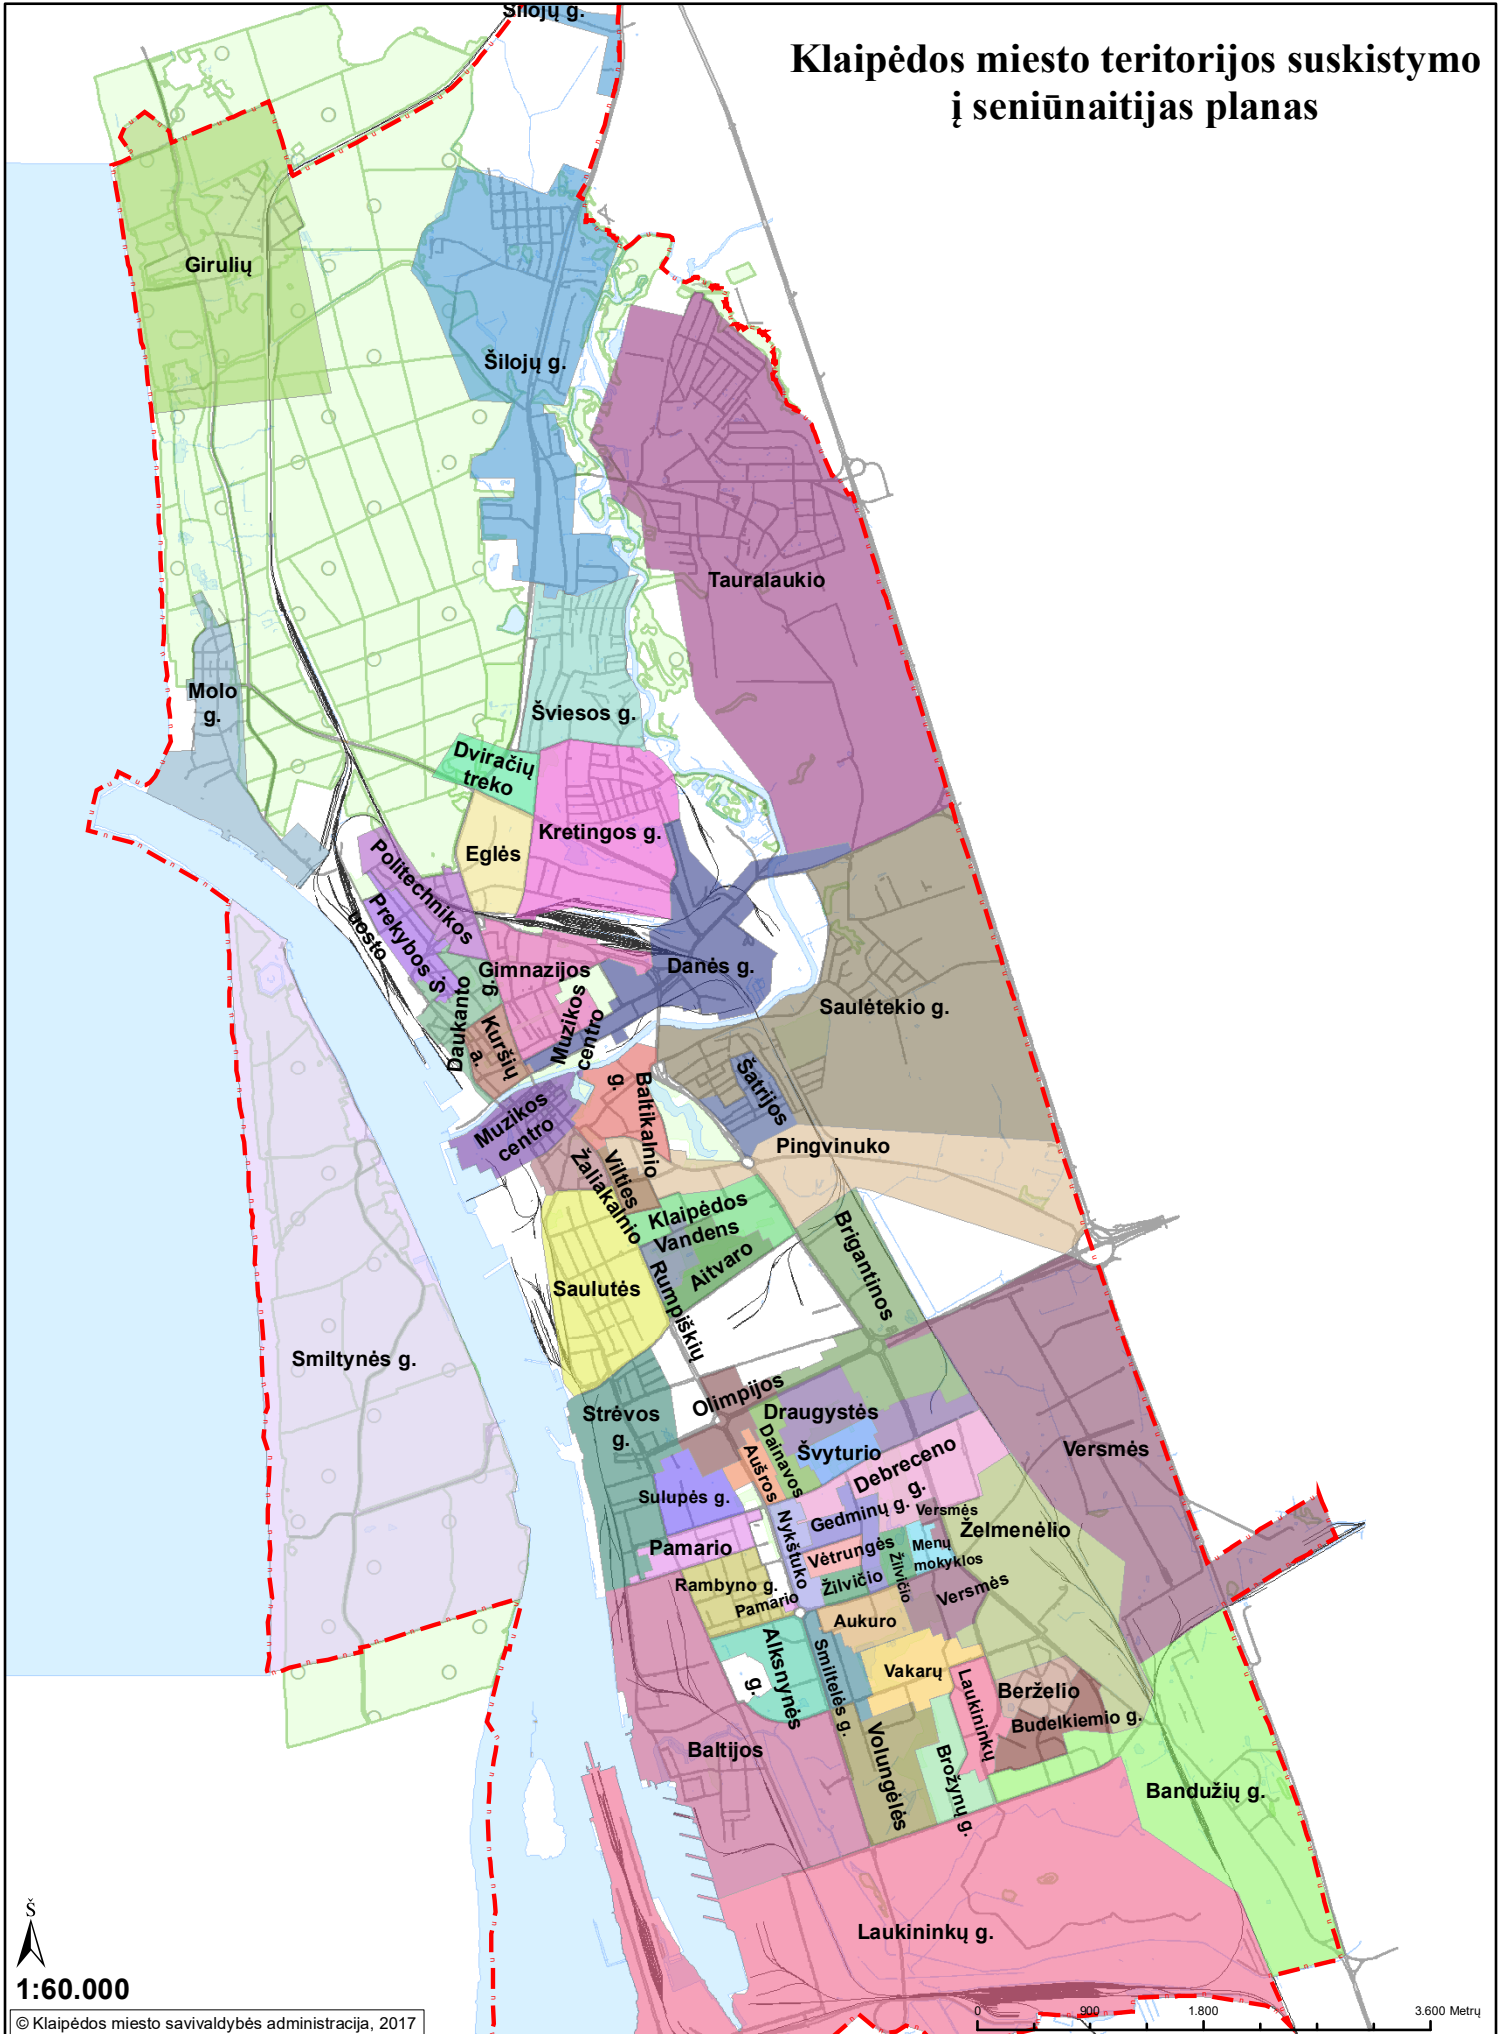 Šilojų g.
Klaipėdos miesto teritorijos suskistymo
į seniūnaitijas planas
Girulių
Šilojų g.
Tauralaukio
Molo
g.
Šviesos g.
Dviračių
treko
Kretingos g.
Eglės
Politechnikos
Prekybos
uosto
S.
Daukanto
g.
Gimnazijos
Danės g.
Saulėtekio g.
Muzikos
centro
Kuršių
a.
Baltikalnio
g.
Šatrijos
Muzikos
centro
Pingvinuko
Žaliakalnio
Vilties
Klaipėdos
Vandens
Aitvaro
Brigantinos
Saulutės
Rumpiškių
Smiltynės g.
Olimpijos
Strėvos
g.
Draugystės
Dainavos
Švyturio
Versmės
Aušros
Debreceno
g.
Sulupės g.
Gedminų g.
Versmės
Nykštuko
Želmenėlio
Pamario
Vėtrungės
Menų
mokyklos
Žilvičio
Žilvičio
Rambyno g.
Pamario
Versmės
Aukuro
Alksnynės
g.
Smiltelės g.
Vakarų
Laukininkų
Berželio
Budelkiemio g.
Baltijos
Volungėlės
Brožynų g.
Bandužių g.
Laukininkų g.
Š
1:60.000
© Klaipėdos miesto savivaldybės administracija, 2017
0 900 1.800 3.600 Metrų